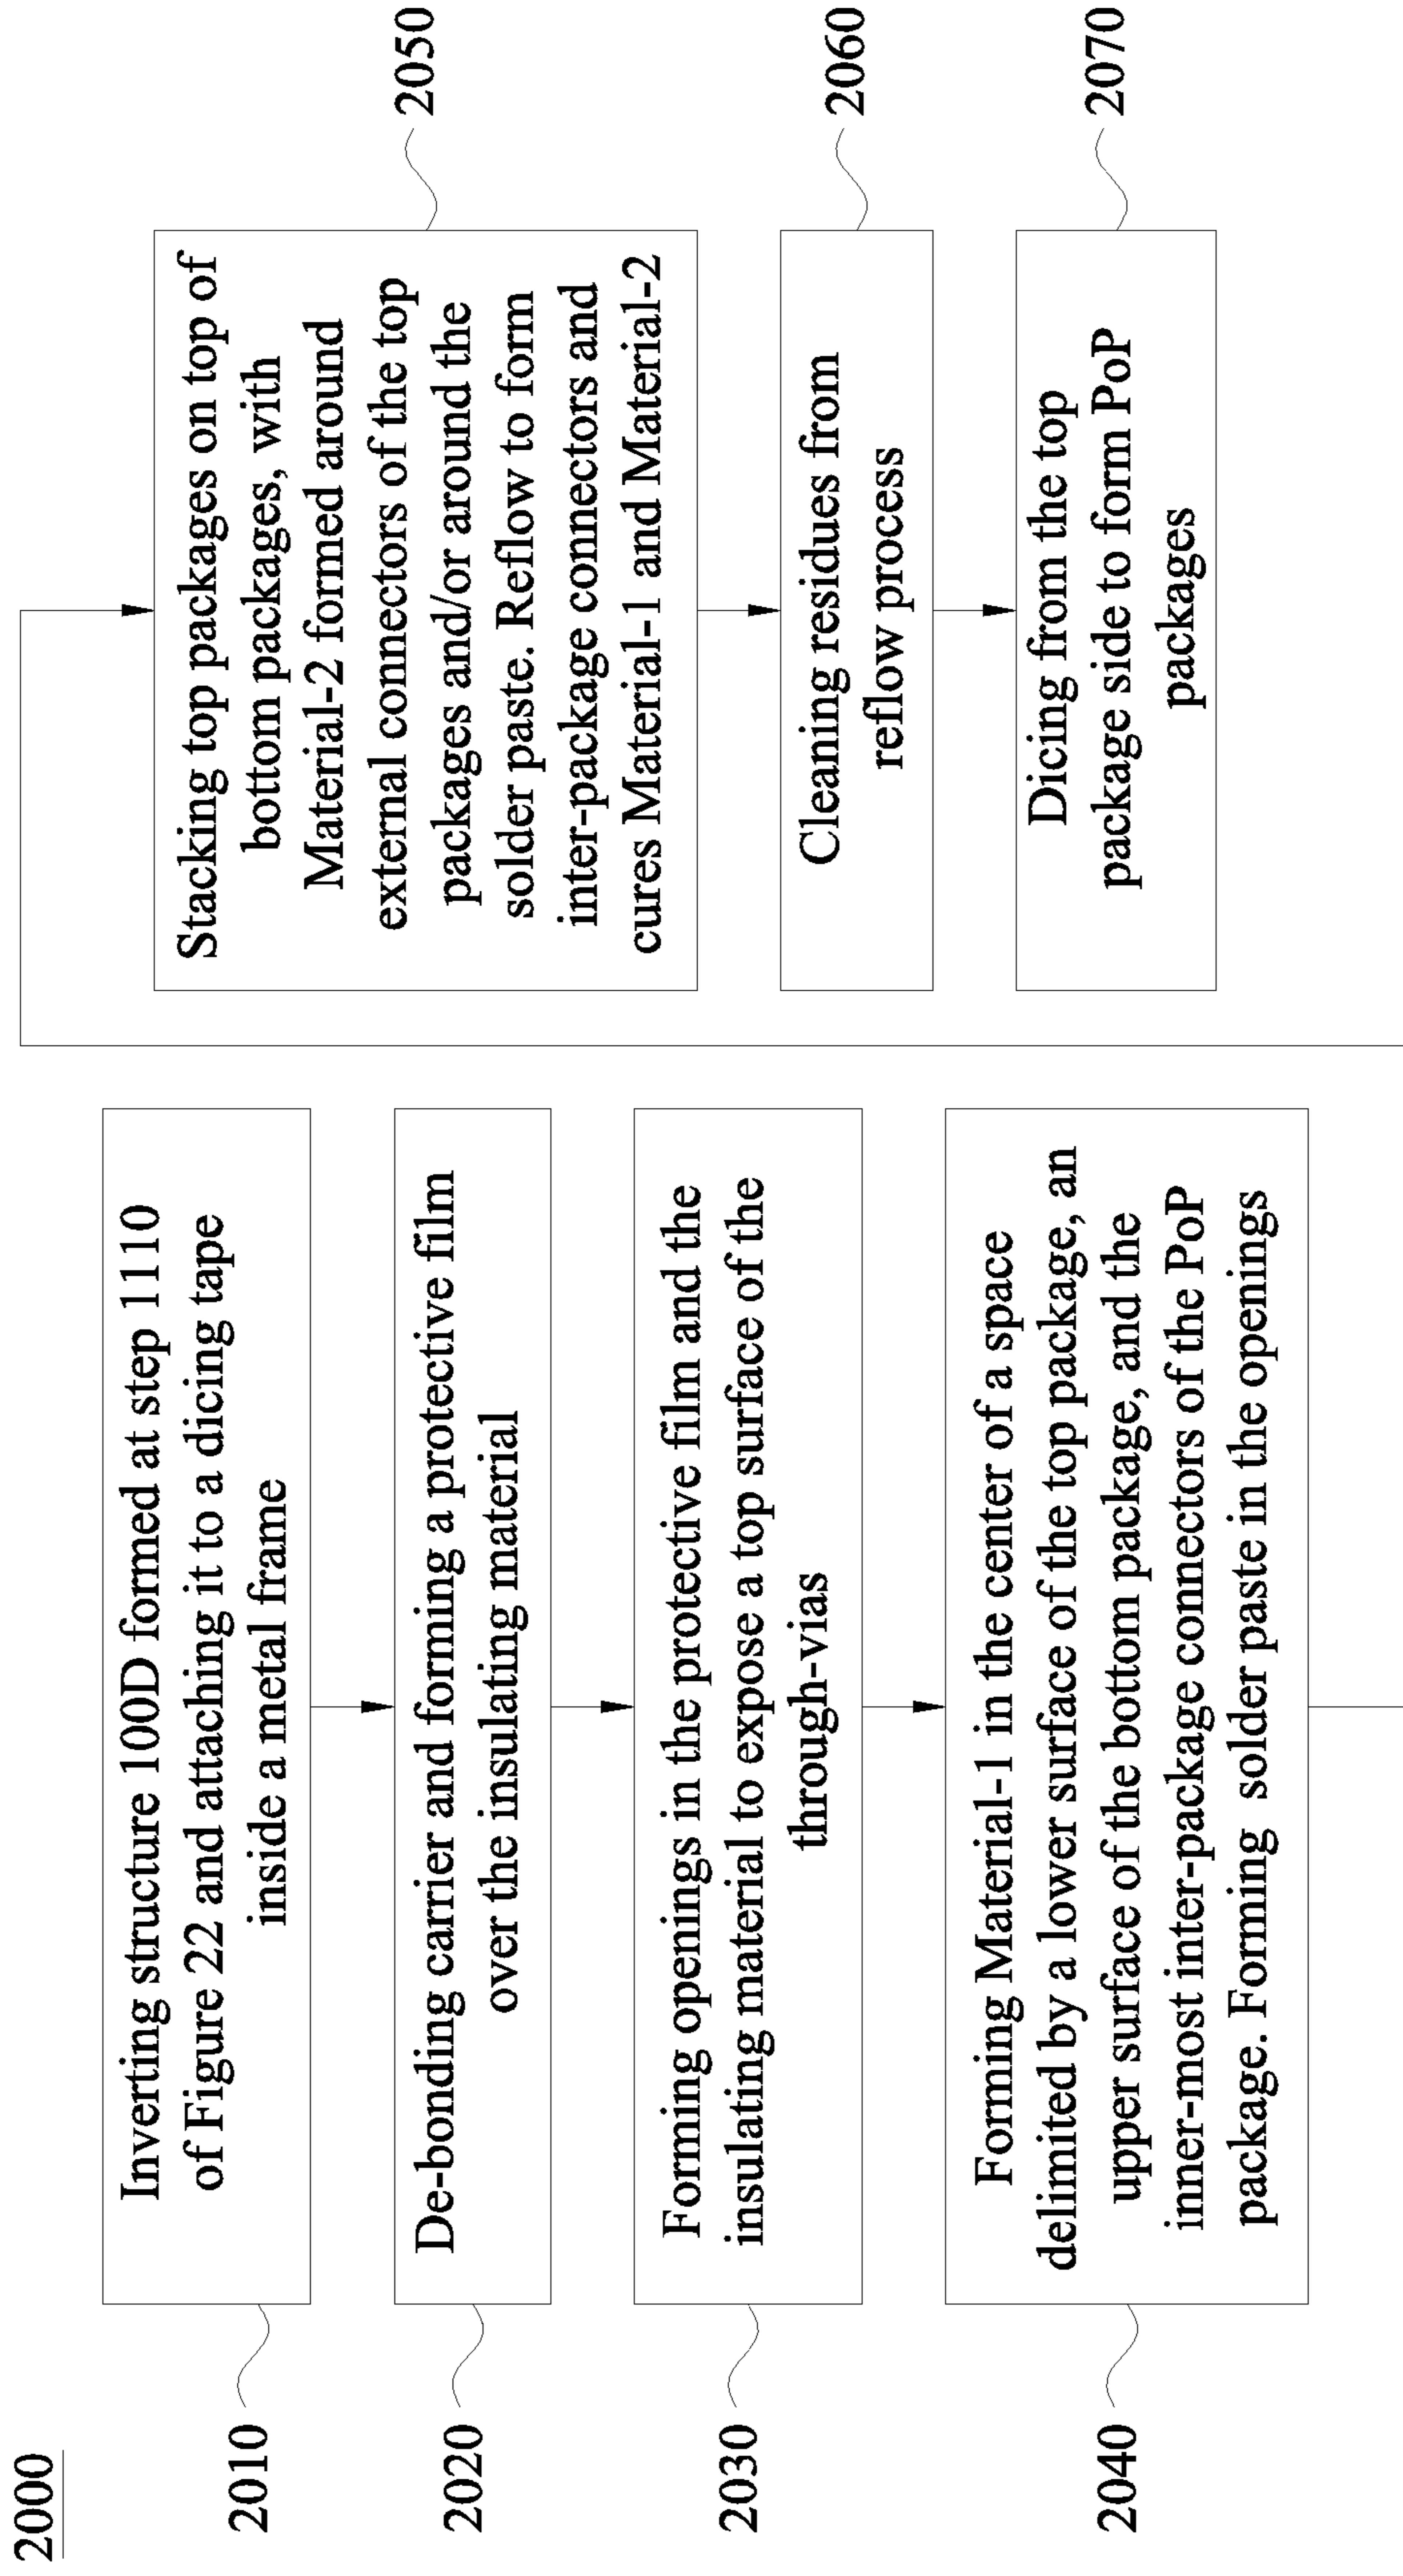 2000
2010
Inverting structure 100D formed at step 1110
of Figure 22 and attaching it to a dicing tape
inside a metal frame
2020
De-bonding carrier and forming a protective film
over the insulating material
2030
Forming openings in the protective film and the
insulating material to expose a top surface of the
through-vias
2040
Forming Material-1 in the center of a space
delimited by a lower surface of the top package, an
upper surface of the bottom package, and the
inner-most inter-package connectors of the PoP
package. Forming solder paste in the openings
Stacking top packages on top of
bottom packages, with
Material-2 formed around
external connectors of the top
packages and/or around the
solder paste. Reflow to form
inter-package connectors and
cures Material-1 and Material-2
2050
Cleaning residues from
reflow process
2060
Dicing from the top
package side to form PoP
packages
2070